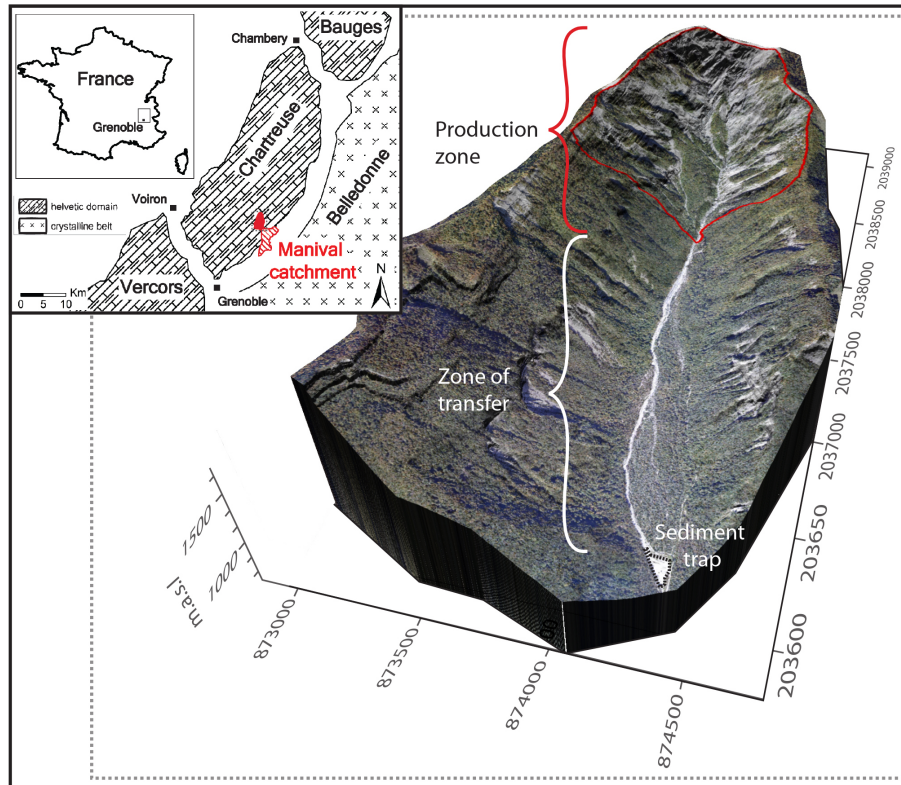 Chambery
Bauges
France
Grenoble
Chartreuse
Belledonne
helvetic domain
crystalline belt
Voiron
Manival
catchment
Vercors
Grenoble
Km
0 5 10
N
Production
zone
Zone of
transfer
Sediment
trap
2039000
2038500
2038000
2037500
2037000
203650
203600
1500
1000
m.a.s.l
873000
873500
874000
874500